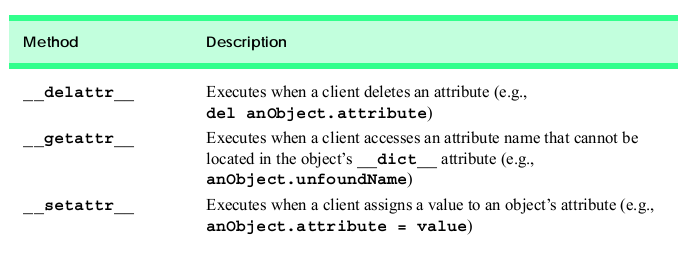 Method Description
__delattr__ Executes when a client deletes an attribute (e.g.,
del anObject.attribute)
__getattr__ Executes when a client accesses an attribute name that cannot be
located in the object’s __dict__ attribute (e.g.,
anObject.unfoundName)
__setattr__ Executes when a client assigns a value to an object’s attribute (e.g.,
anObject.attribute = value)